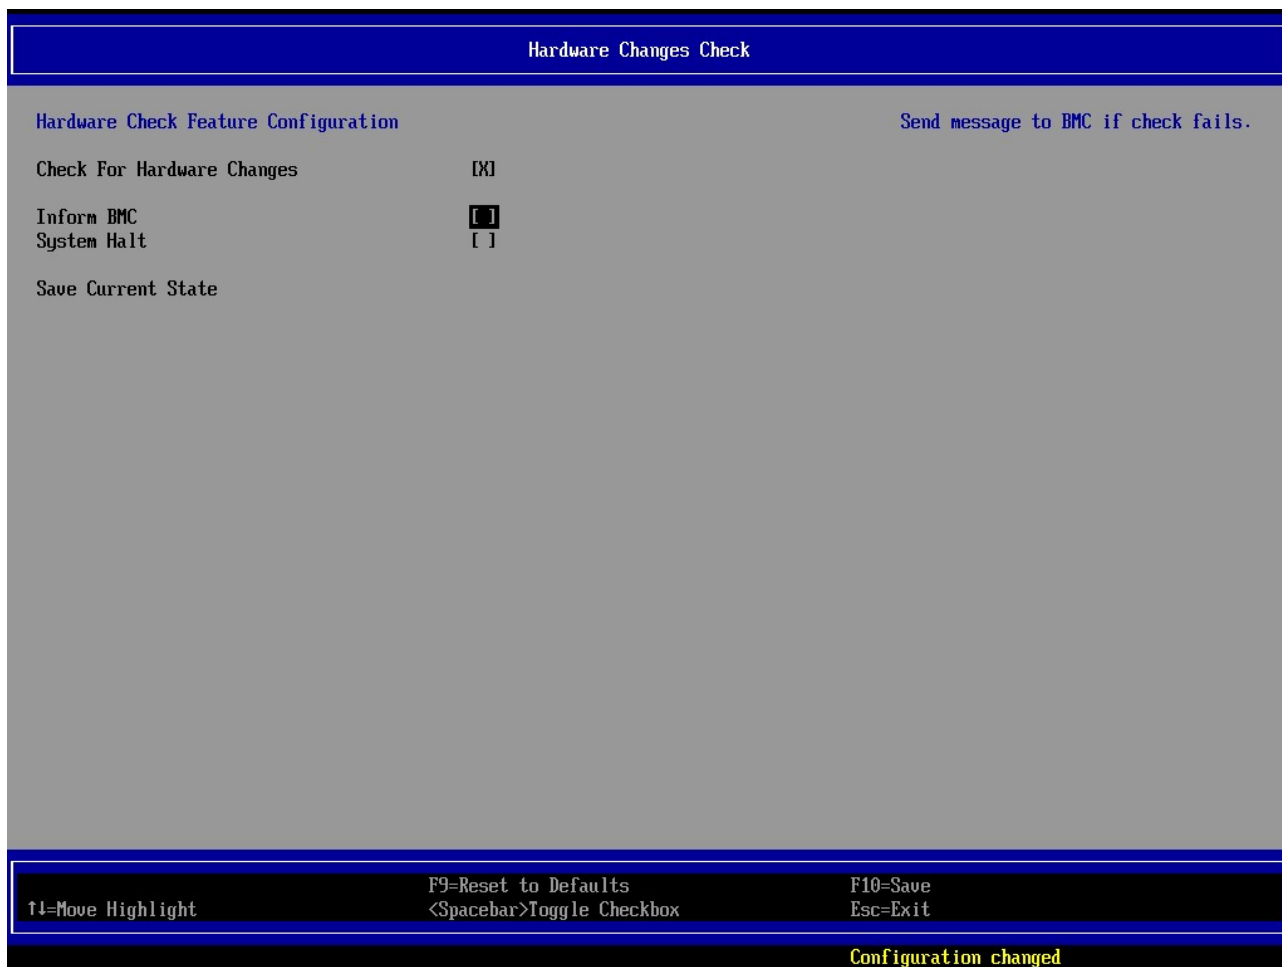 Hardware Changes Check
Hardware Check Feature Configuration
Send message to BMC if check fails.
Check For Hardware Changes [X]
Inform BMC [ ]
System Halt [ ]
Save Current State
F9=Reset to Defaults F10=Save
↑↓=Move Highlight <Spacebar>Toggle Checkbox Esc=Exit
Configuration changed